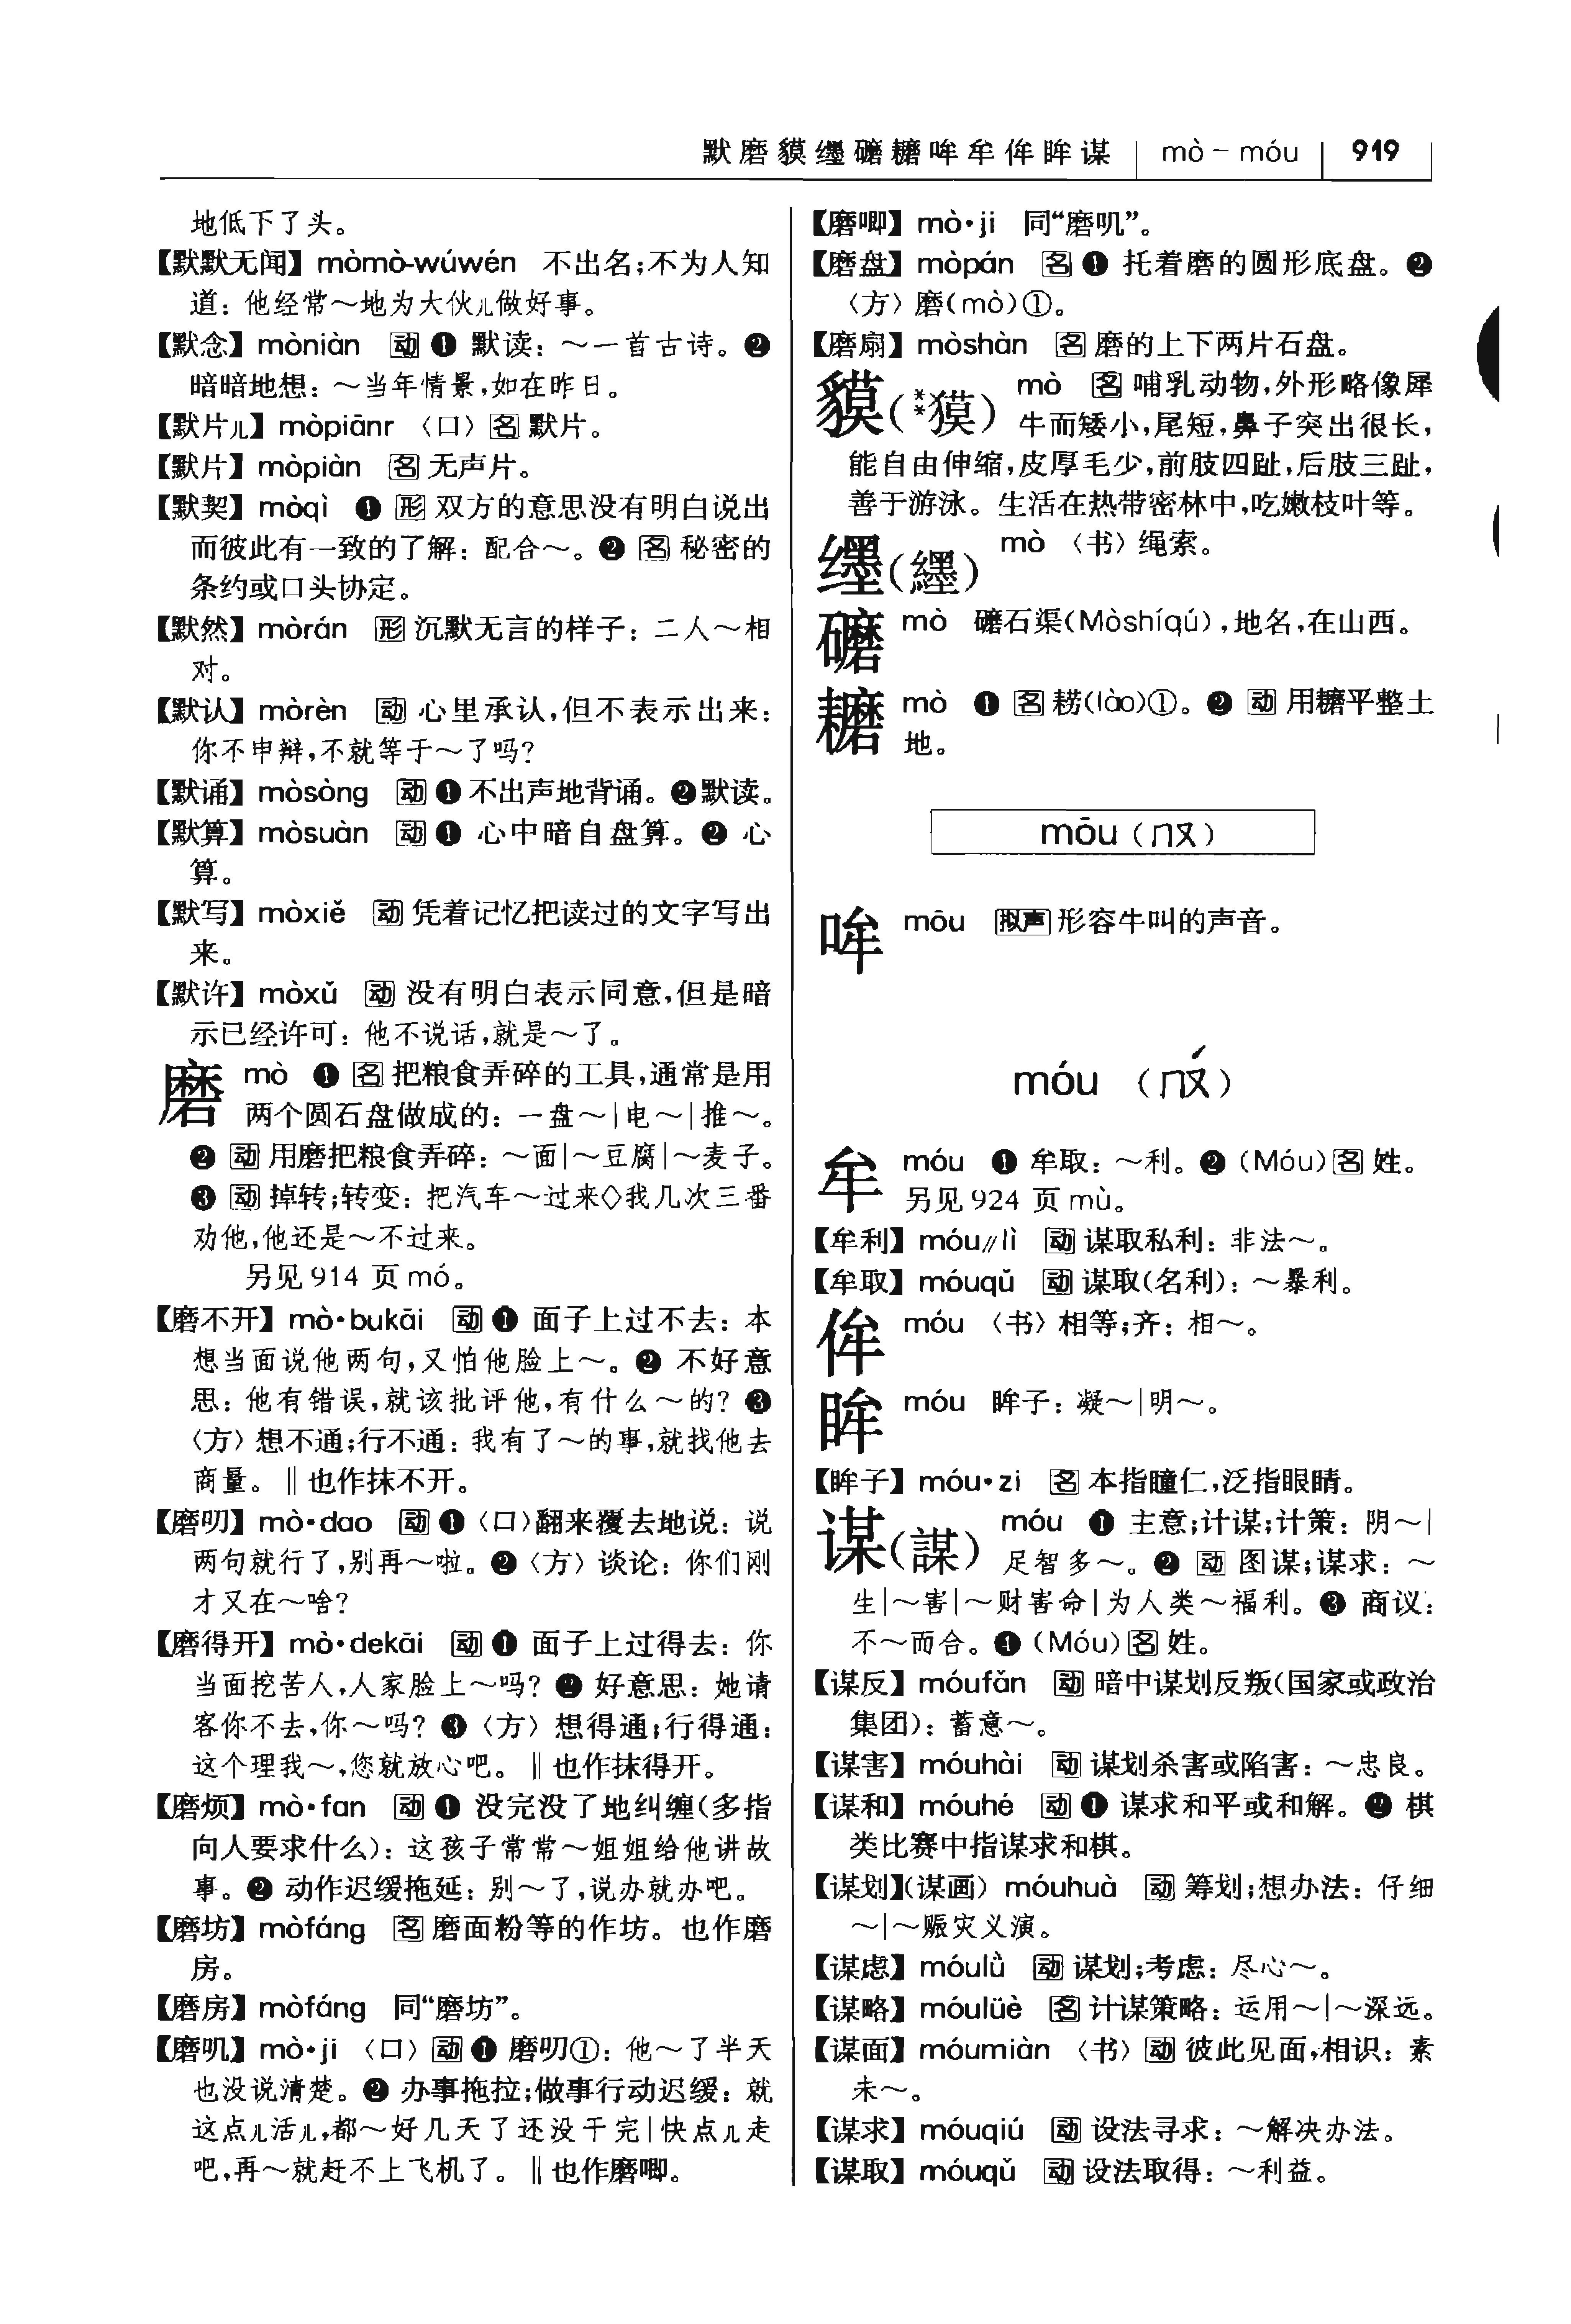 默磨貘纆礳耱哞牟侔眸谋 mò－móu 919
地低下了头。
【默默无闻】mòmò-wúwén 不出名;不为人知
道: 他经常～地为大伙儿做好事。
【默念】mòniàn 动 ❶ 默读: ～一首古诗。❷
暗暗地想: ～当年情景,如在昨日。
【默片儿】mòpiānr 〈口〉名 默片。
【默片】mòpiàn 名 无声片。
【默契】mòqì ❶ 形 双方的意思没有明白说出
而彼此有一致的了解: 配合～。❷ 名 秘密的
条约或口头协定。
【默然】mòrán 形 沉默无言的样子: 二人～相
对。
【默认】mòrèn 动 心里承认,但不表示出来:
你不申辩,不就等于～了吗?
【默诵】mòsòng 动 ❶ 不出声地背诵。❷默读。
【默算】mòsuàn 动 ❶ 心中暗自盘算。❷ 心
算。
【默写】mòxiě 动 凭着记忆把读过的文字写出
来。
【默许】mòxǔ 动 没有明白表示同意,但是暗
示已经许可: 他不说话,就是～了。
磨 mò ❶ 名 把粮食弄碎的工具,通常是用
两个圆石盘做成的: 一盘～|电～|推～。
❷ 动 用磨把粮食弄碎: ～面|～豆腐|～麦子。
❸ 动 掉转;转变: 把汽车～过来◇我几次三番
劝他,他还是～不过来。
另见 914 页 mó。
【磨不开】mò•bukāi 动 ❶ 面子上过不去: 本
想当面说他两句,又怕他脸上～。❷ 不好意
思: 他有错误,就该批评他,有什么～的? ❸
〈方〉想不通;行不通: 我有了～的事,就找他去
商量。‖也作抹不开。
【磨叨】mò•dao 动 ❶〈口〉翻来覆去地说: 说
两句就行了,别再～啦。❷〈方〉谈论: 你们刚
才又在～啥?
【磨得开】mò•dekāi 动 ❶ 面子上过得去: 你
当面挖苦人,人家脸上～吗? ❷ 好意思: 她请
客你不去,你～吗? ❸〈方〉想得通;行得通:
这个理我～,您就放心吧。‖也作抹得开。
【磨烦】mò•fan 动 ❶ 没完没了地纠缠(多指
向人要求什么): 这孩子常常～姐姐给他讲故
事。❷ 动作迟缓拖延: 别～了,说办就办吧。
【磨坊】mòfáng 名 磨面粉等的作坊。也作磨
房。
【磨房】mòfáng 同“磨坊”。
【磨叽】mò•ji 〈口〉动 ❶ 磨叨①: 他～了半天
也没说清楚。❷ 办事拖拉;做事行动迟缓: 就
这点儿活儿,都～好几天了还没干完|快点儿走
吧,再～就赶不上飞机了。‖也作磨唧。
【磨唧】mò•ji 同“磨叽”。
【磨盘】mòpán 名 ❶ 托着磨的圆形底盘。❷
〈方〉磨(mò)①。
【磨扇】mòshàn 名 磨的上下两片石盘。
貘(**獏) mò 名 哺乳动物,外形略像犀
牛而矮小,尾短,鼻子突出很长,
能自由伸缩,皮厚毛少,前肢四趾,后肢三趾,
善于游泳。生活在热带密林中,吃嫩枝叶等。
纆(纆) mò 〈书〉绳索。
礳 mò 礳石渠(Mòshíqú),地名,在山西。
耱 mò ❶ 名 耢(lào)①。❷ 动 用耱平整土
地。
mōu (ㄇㄡ)
哞 mōu 拟声 形容牛叫的声音。
móu (ㄇㄡˊ)
牟 móu ❶ 牟取: ～利。❷ (Móu)名 姓。
另见 924 页 mù。
【牟利】móu∥lì 动 谋取私利: 非法～。
【牟取】móuqǔ 动 谋取(名利): ～暴利。
侔 móu 〈书〉相等;齐: 相～。
眸 móu 眸子: 凝～|明～。
【眸子】móu•zi 名 本指瞳仁,泛指眼睛。
谋(謀) móu ❶ 主意;计谋;计策: 阴～|
足智多～。❷ 动 图谋;谋求: ～
生|～害|～财害命|为人类～福利。❸ 商议:
不～而合。❹ (Móu)名 姓。
【谋反】móufǎn 动 暗中谋划反叛(国家或政治
集团): 蓄意～。
【谋害】móuhài 动 谋划杀害或陷害: ～忠良。
【谋和】móuhé 动 ❶ 谋求和平或和解。❷ 棋
类比赛中指谋求和棋。
【谋划】(谋画) móuhuà 动 筹划;想办法: 仔细
～|～赈灾义演。
【谋虑】móulǜ 动 谋划;考虑: 尽心～。
【谋略】móulüè 名 计谋策略: 运用～|～深远。
【谋面】móumiàn 〈书〉动 彼此见面,相识: 素
未～。
【谋求】móuqiú 动 设法寻求: ～解决办法。
【谋取】móuqǔ 动 设法取得: ～利益。